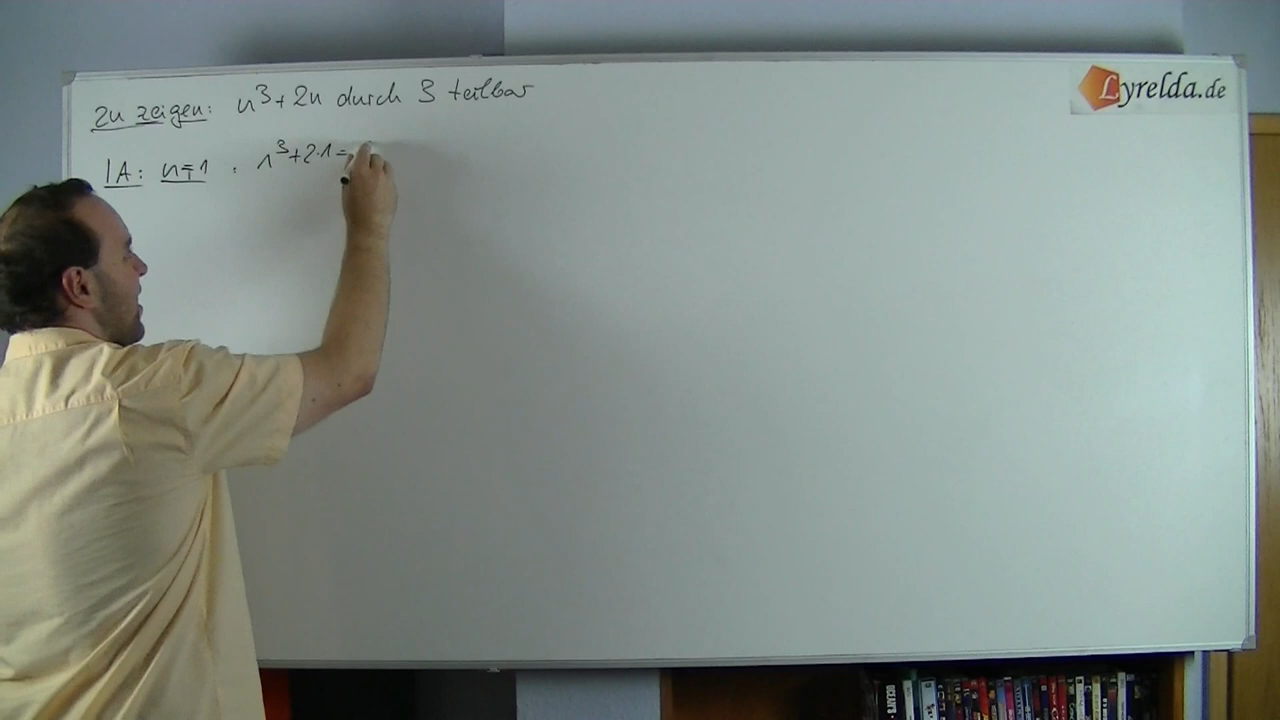 zu zeigen: n³+2n durch 3 teilbar
IA: n=1 : 1³+2·1=
Lyrelda.de